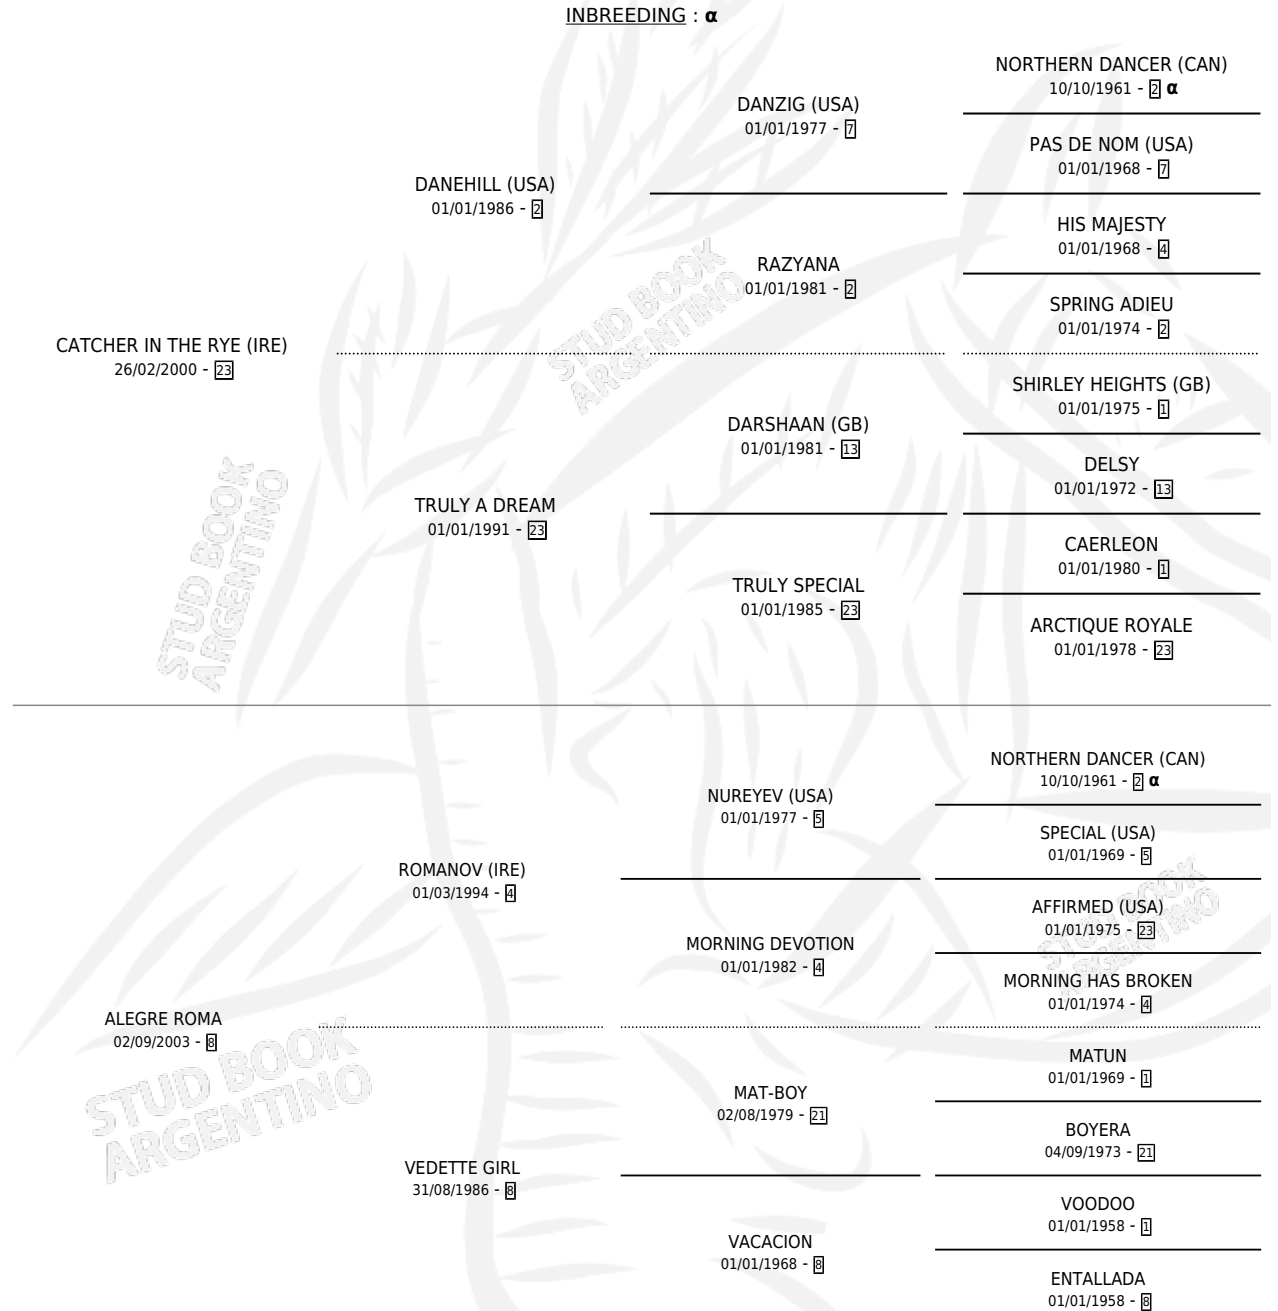 INBREEDING : α
NORTHERN DANCER (CAN)
10/10/1961 - 2 α
DANZIG (USA)
01/01/1977 - 7
PAS DE NOM (USA)
01/01/1968 - 7
DANEHILL (USA)
01/01/1986 - 2
HIS MAJESTY
01/01/1968 - 4
RAZYANA
01/01/1981 - 2
SPRING ADIEU
01/01/1974 - 2
CATCHER IN THE RYE (IRE)
26/02/2000 - 23
SHIRLEY HEIGHTS (GB)
01/01/1975 - 1
DARSHAAN (GB)
01/01/1981 - 13
DELSY
01/01/1972 - 13
TRULY A DREAM
01/01/1991 - 23
CAERLEON
01/01/1980 - 1
TRULY SPECIAL
01/01/1985 - 23
ARCTIQUE ROYALE
01/01/1978 - 23
NORTHERN DANCER (CAN)
10/10/1961 - 2 α
NUREYEV (USA)
01/01/1977 - 5
SPECIAL (USA)
01/01/1969 - 5
ROMANOV (IRE)
01/03/1994 - 4
AFFIRMED (USA)
01/01/1975 - 23
MORNING DEVOTION
01/01/1982 - 4
MORNING HAS BROKEN
01/01/1974 - 4
ALEGRE ROMA
02/09/2003 - 8
MATUN
01/01/1969 - 1
MAT-BOY
02/08/1979 - 21
BOYERA
04/09/1973 - 21
VEDETTE GIRL
31/08/1986 - 8
VOODOO
01/01/1958 - 1
VACACION
01/01/1968 - 8
ENTALLADA
01/01/1958 - 8
STUD BOOK
ARGENTINO
STUD BOOK
ARGENTINO
STUD BOOK
ARGENTINO
STUD BOOK
ARGENTINO